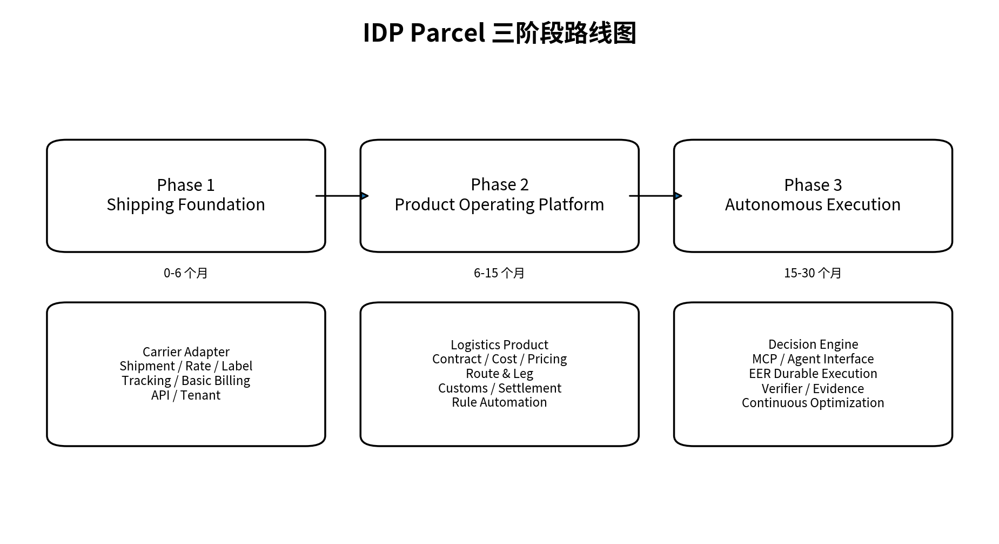 IDP Parcel 三阶段路线图
Phase 1
Shipping Foundation
Phase 2
Product Operating Platform
Phase 3
Autonomous Execution
0-6 个月
6-15 个月
15-30 个月
Carrier Adapter
Shipment / Rate / Label
Tracking / Basic Billing
API / Tenant
Logistics Product
Contract / Cost / Pricing
Route & Leg
Customs / Settlement
Rule Automation
Decision Engine
MCP / Agent Interface
EER Durable Execution
Verifier / Evidence
Continuous Optimization